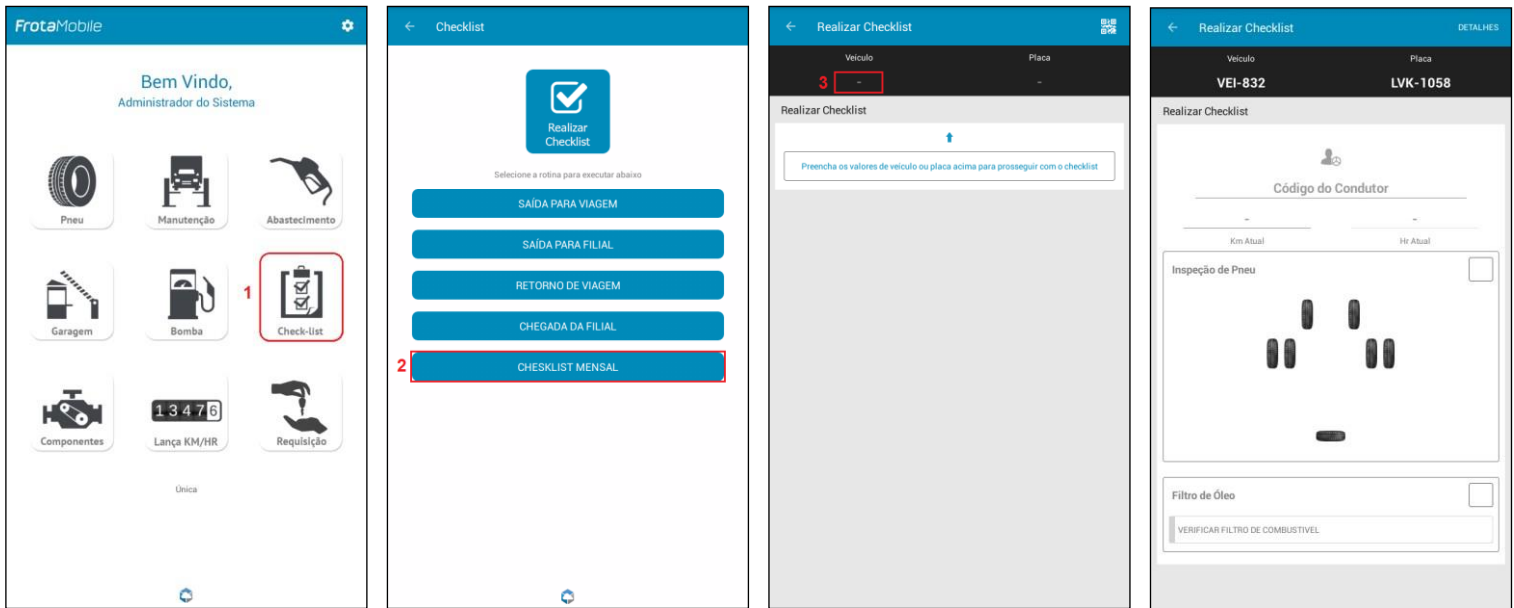 FrotaMobile
Bem Vindo,
Administrador do Sistema
Pneu
Manutenção
Abastecimento
Garagem
Bomba
1
Check-list
Componentes
13476
Lança KM/HR
Requisição
Única
Checklist
Realizar
Checklist
Selecione a rotina para executar abaixo
SAÍDA PARA VIAGEM
SAÍDA PARA FILIAL
RETORNO DE VIAGEM
CHEGADA DA FILIAL
2
CHESKLIST MENSAL
Realizar Checklist
Veículo
Placa
3
-
-
Realizar Checklist
Preencha os valores de veículo ou placa acima para prosseguir com o checklist
Realizar Checklist
DETALHES
Veículo
Placa
VEI-832
LVK-1058
Realizar Checklist
Código do Condutor
-
-
Km Atual
Hr Atual
Inspeção de Pneu
Filtro de Óleo
VERIFICAR FILTRO DE COMBUSTIVEL